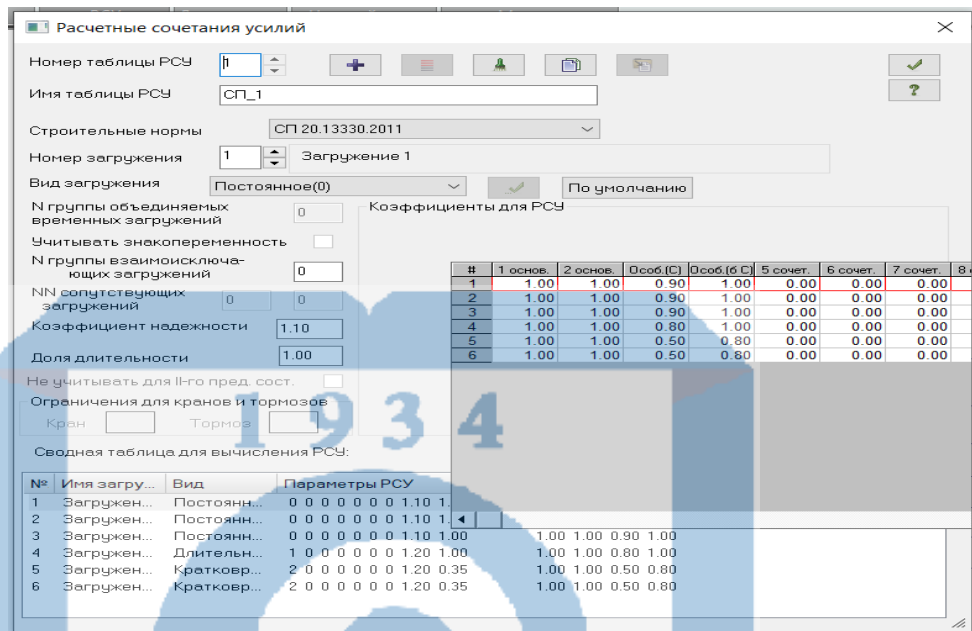 Расчетные сочетания усилий
Номер таблицы РСУ 1
Имя таблицы РСУ СП_1
Строительные нормы СП 20.13330.2011
Номер загружения 1 Загружение 1
Вид загружения Постоянное(0) По умолчанию
N группы объединяемых
временных загружений 0
Коэффициенты для РСУ
Учитывать знакопеременность
N группы взаимоисключа-
ющих загружений 0
NN сопутствующих
загружений 0 0
Коэффициент надежности 1.10
Доля длительности 1.00
Не учитывать для II-го пред. сост.
Ограничения для кранов и тормозов
Кран Тормоз
# 1 основ. 2 основ. Особ.(С) Особ.(б С) 5 сочет. 6 сочет. 7 сочет. 8
1 1.00 1.00 0.90 1.00 0.00 0.00 0.00
2 1.00 1.00 0.90 1.00 0.00 0.00 0.00
3 1.00 1.00 0.90 1.00 0.00 0.00 0.00
4 1.00 1.00 0.80 1.00 0.00 0.00 0.00
5 1.00 1.00 0.50 0.80 0.00 0.00 0.00
6 1.00 1.00 0.50 0.80 0.00 0.00 0.00
1934
Сводная таблица для вычисления РСУ:
№ Имя загру... Вид Параметры РСУ
1 Загружен... Постоянн... 0 0 0 0 0 0 0 1.10 1.
2 Загружен... Постоянн... 0 0 0 0 0 0 0 1.10 1.
3 Загружен... Постоянн... 0 0 0 0 0 0 0 1.10 1.00 1.00 1.00 0.90 1.00
4 Загружен... Длительн... 1 0 0 0 0 0 0 1.20 1.00 1.00 1.00 0.80 1.00
5 Загружен... Кратковр... 2 0 0 0 0 0 0 1.20 0.35 1.00 1.00 0.50 0.80
6 Загружен... Кратковр... 2 0 0 0 0 0 0 1.20 0.35 1.00 1.00 0.50 0.80